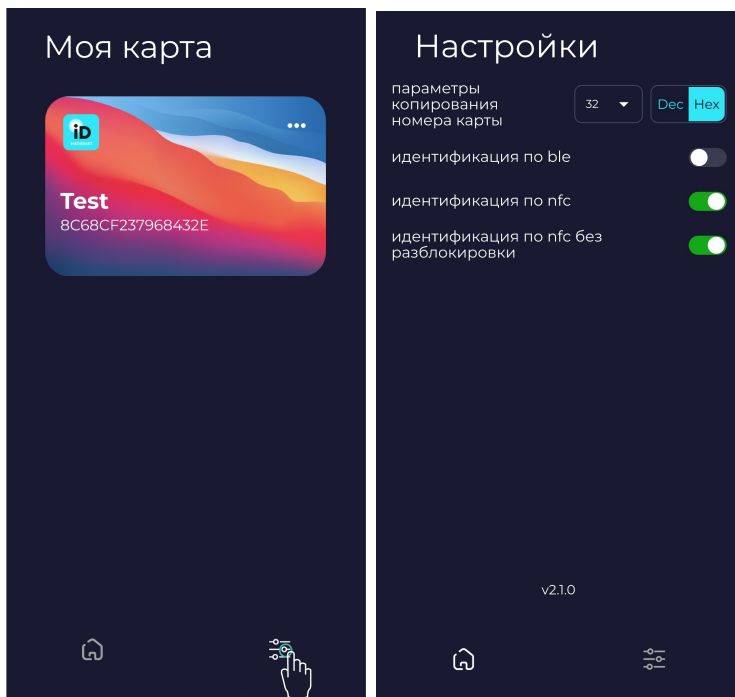 Моя карта
iD
Test
8C68CF237968432E
Настройки
параметры
копирования
номера карты
32
Dec Hex
идентификация по ble
идентификация по nfc
идентификация по nfc без
разблокировки
v2.1.0